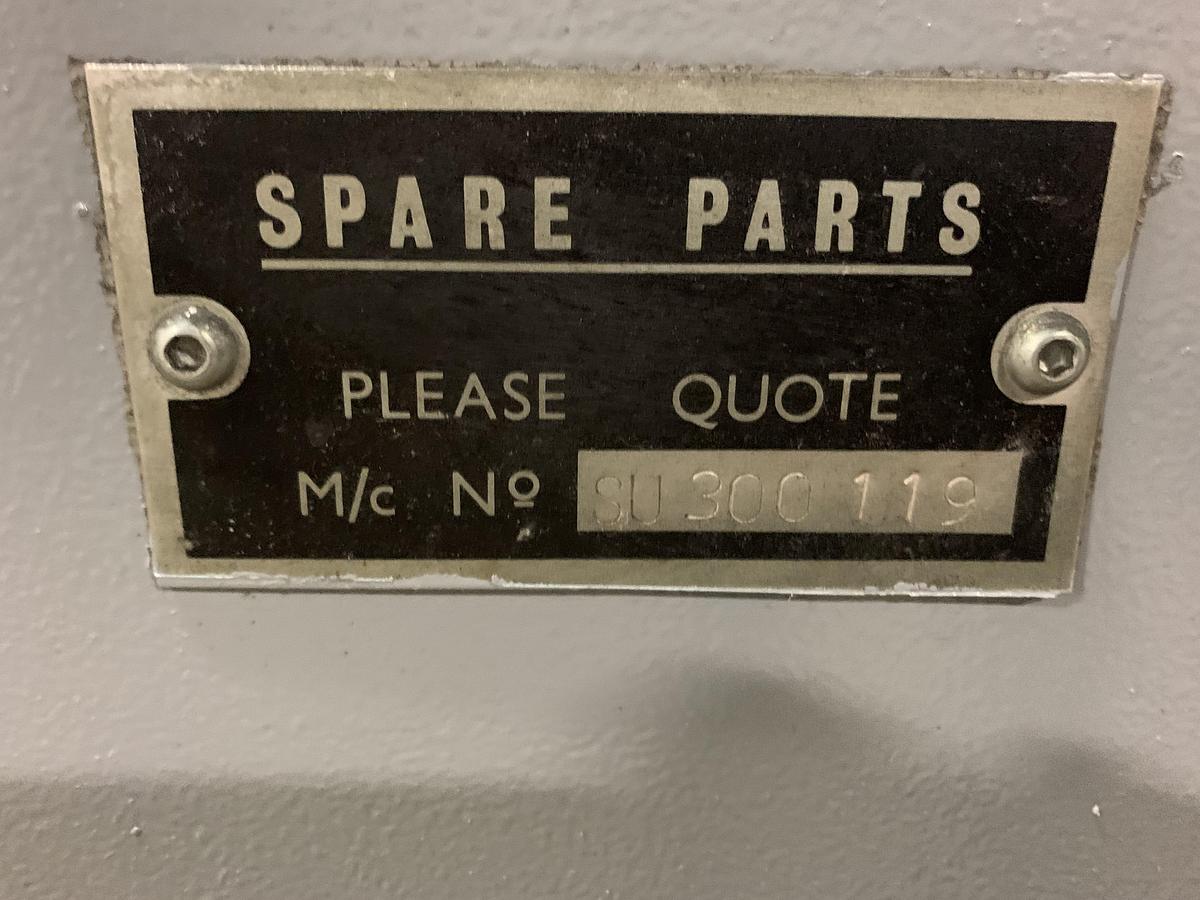 SPARE PARTS
PLEASE QUOTE
M/c Nº SU 300 119